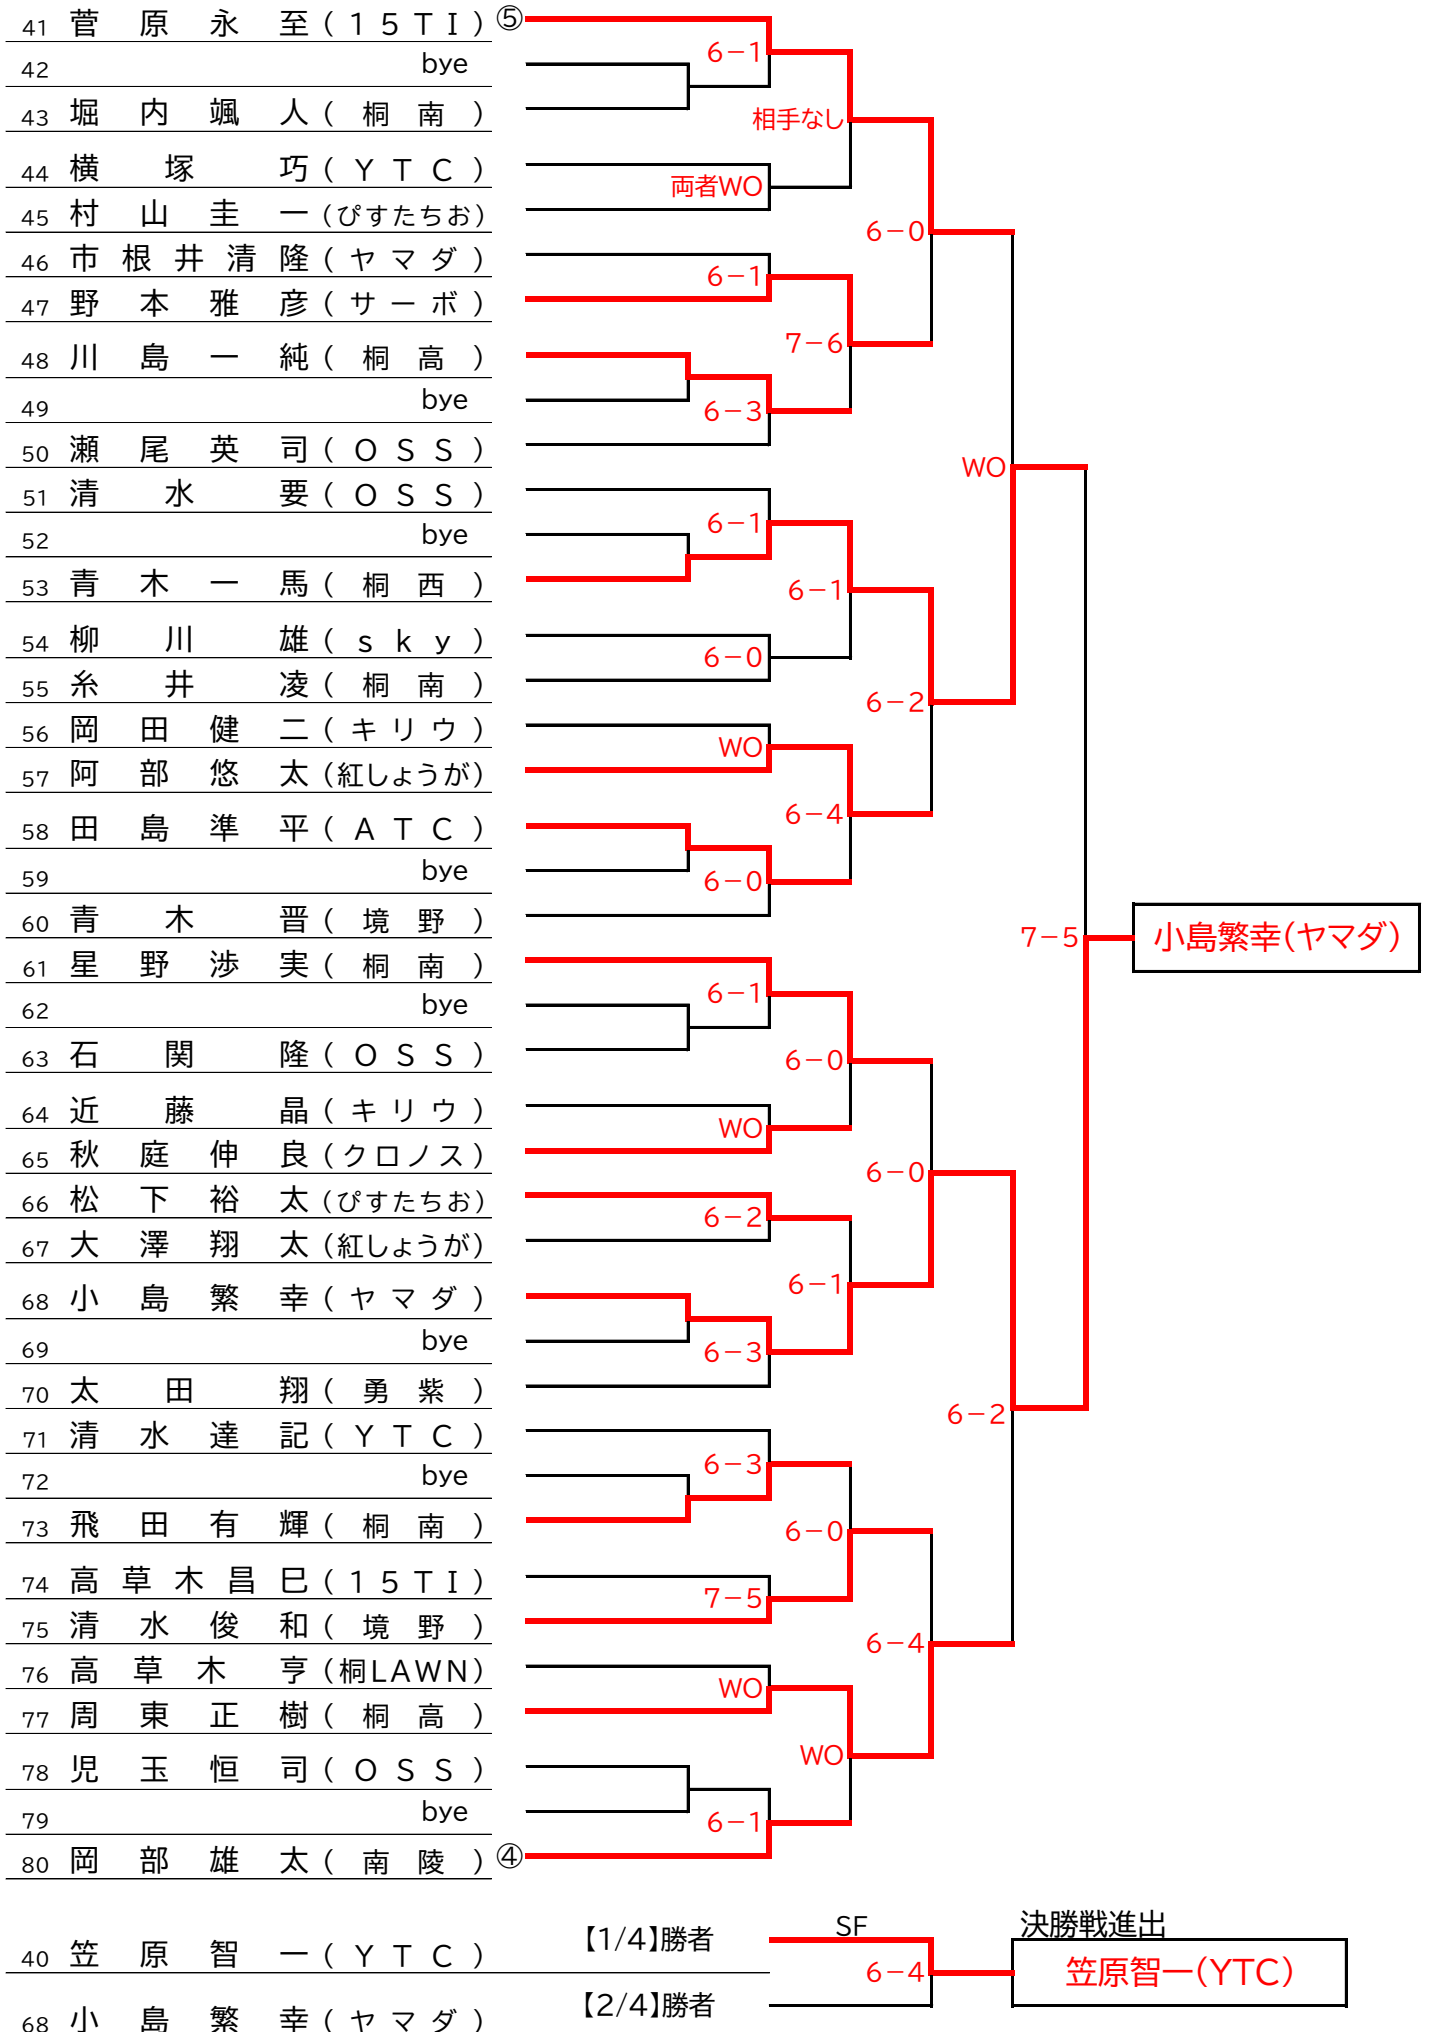 41 菅原永至(15TI) ⑤
6-1
42 bye
43 堀内颯人(桐南)
相手なし
44 横塚巧(YTC)
両者WO
45 村山圭一(ぴすたちお)
6-0
46 市根井清隆(ヤマダ)
6-1
47 野本雅彦(サーボ)
7-6
48 川島一純(桐高)
49 bye
6-3
50 瀬尾英司(OSS)
WO
51 清水要(OSS)
6-1
52 bye
53 青木一馬(桐西)
6-1
54 柳川雄(sky)
6-0
55 糸井凌(桐南)
6-2
56 岡田健二(キリウ)
WO
57 阿部悠太(紅しょうが)
6-4
58 田島準平(ATC)
59 bye
6-0
60 青木晋(境野)
7-5 小島繁幸(ヤマダ)
61 星野渉実(桐南)
6-1
62 bye
63 石関隆(OSS)
6-0
64 近藤晶(キリウ)
WO
65 秋庭伸良(クロノス)
6-0
66 松下裕太(ぴすたちお)
6-2
67 大澤翔太(紅しょうが)
6-1
68 小島繁幸(ヤマダ)
69 bye
6-3
70 太田翔(勇紫)
6-2
71 清水達記(YTC)
6-3
72 bye
73 飛田有輝(桐南)
6-0
74 高草木昌巳(15TI)
7-5
75 清水俊和(境野)
6-4
76 高草木亨(桐LAWN)
WO
77 周東正樹(桐高)
WO
78 児玉恒司(OSS)
79 bye
6-1
80 岡部雄太(南陵) ④
【1/4】勝者 SF 決勝戦進出
40 笠原智一(YTC)
6-4 笠原智一(YTC)
【2/4】勝者
68 小島繁幸(ヤマダ)